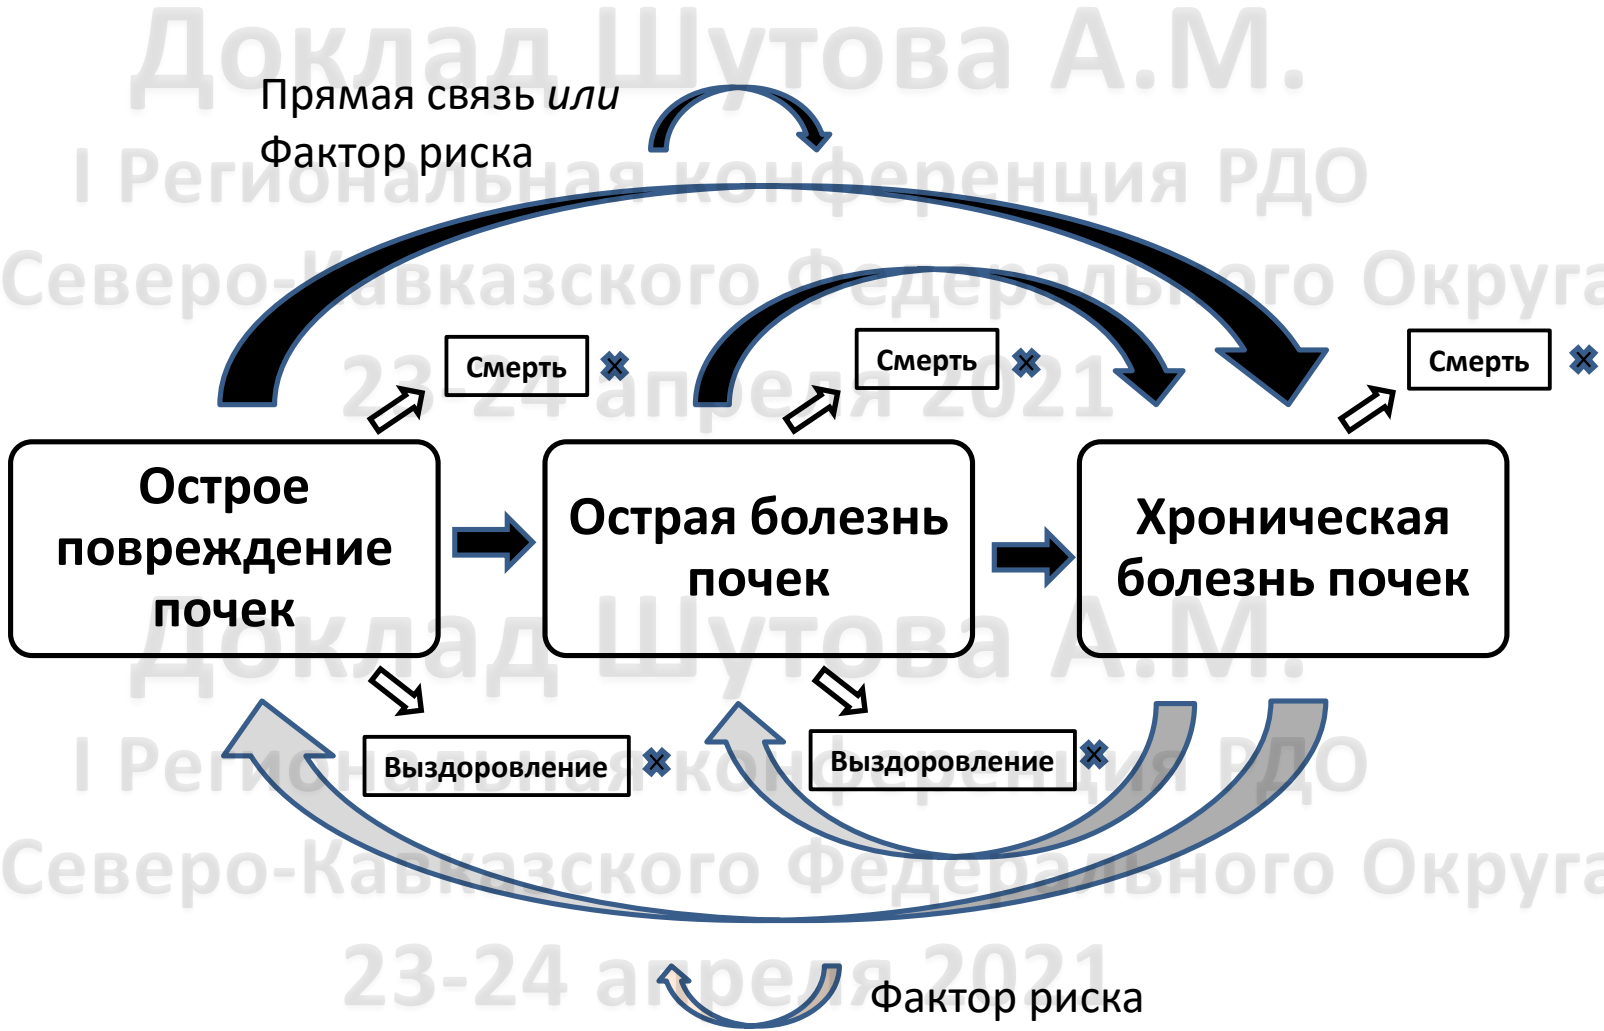 Доклад Шутова А.М.
Прямая связь или
Фактор риска
I Региональная конференция РДО
Северо-Кавказского Федерального Округа
23-24 апреля 2021
Смерть
Смерть
Смерть
Острое
повреждение
почек
Острая болезнь
почек
Хроническая
болезнь почек
Доклад Шутова А.М.
I Региональная конференция РДО
Выздоровление
Выздоровление
Северо-Кавказского Федерального Округа
23-24 апреля 2021
Фактор риска